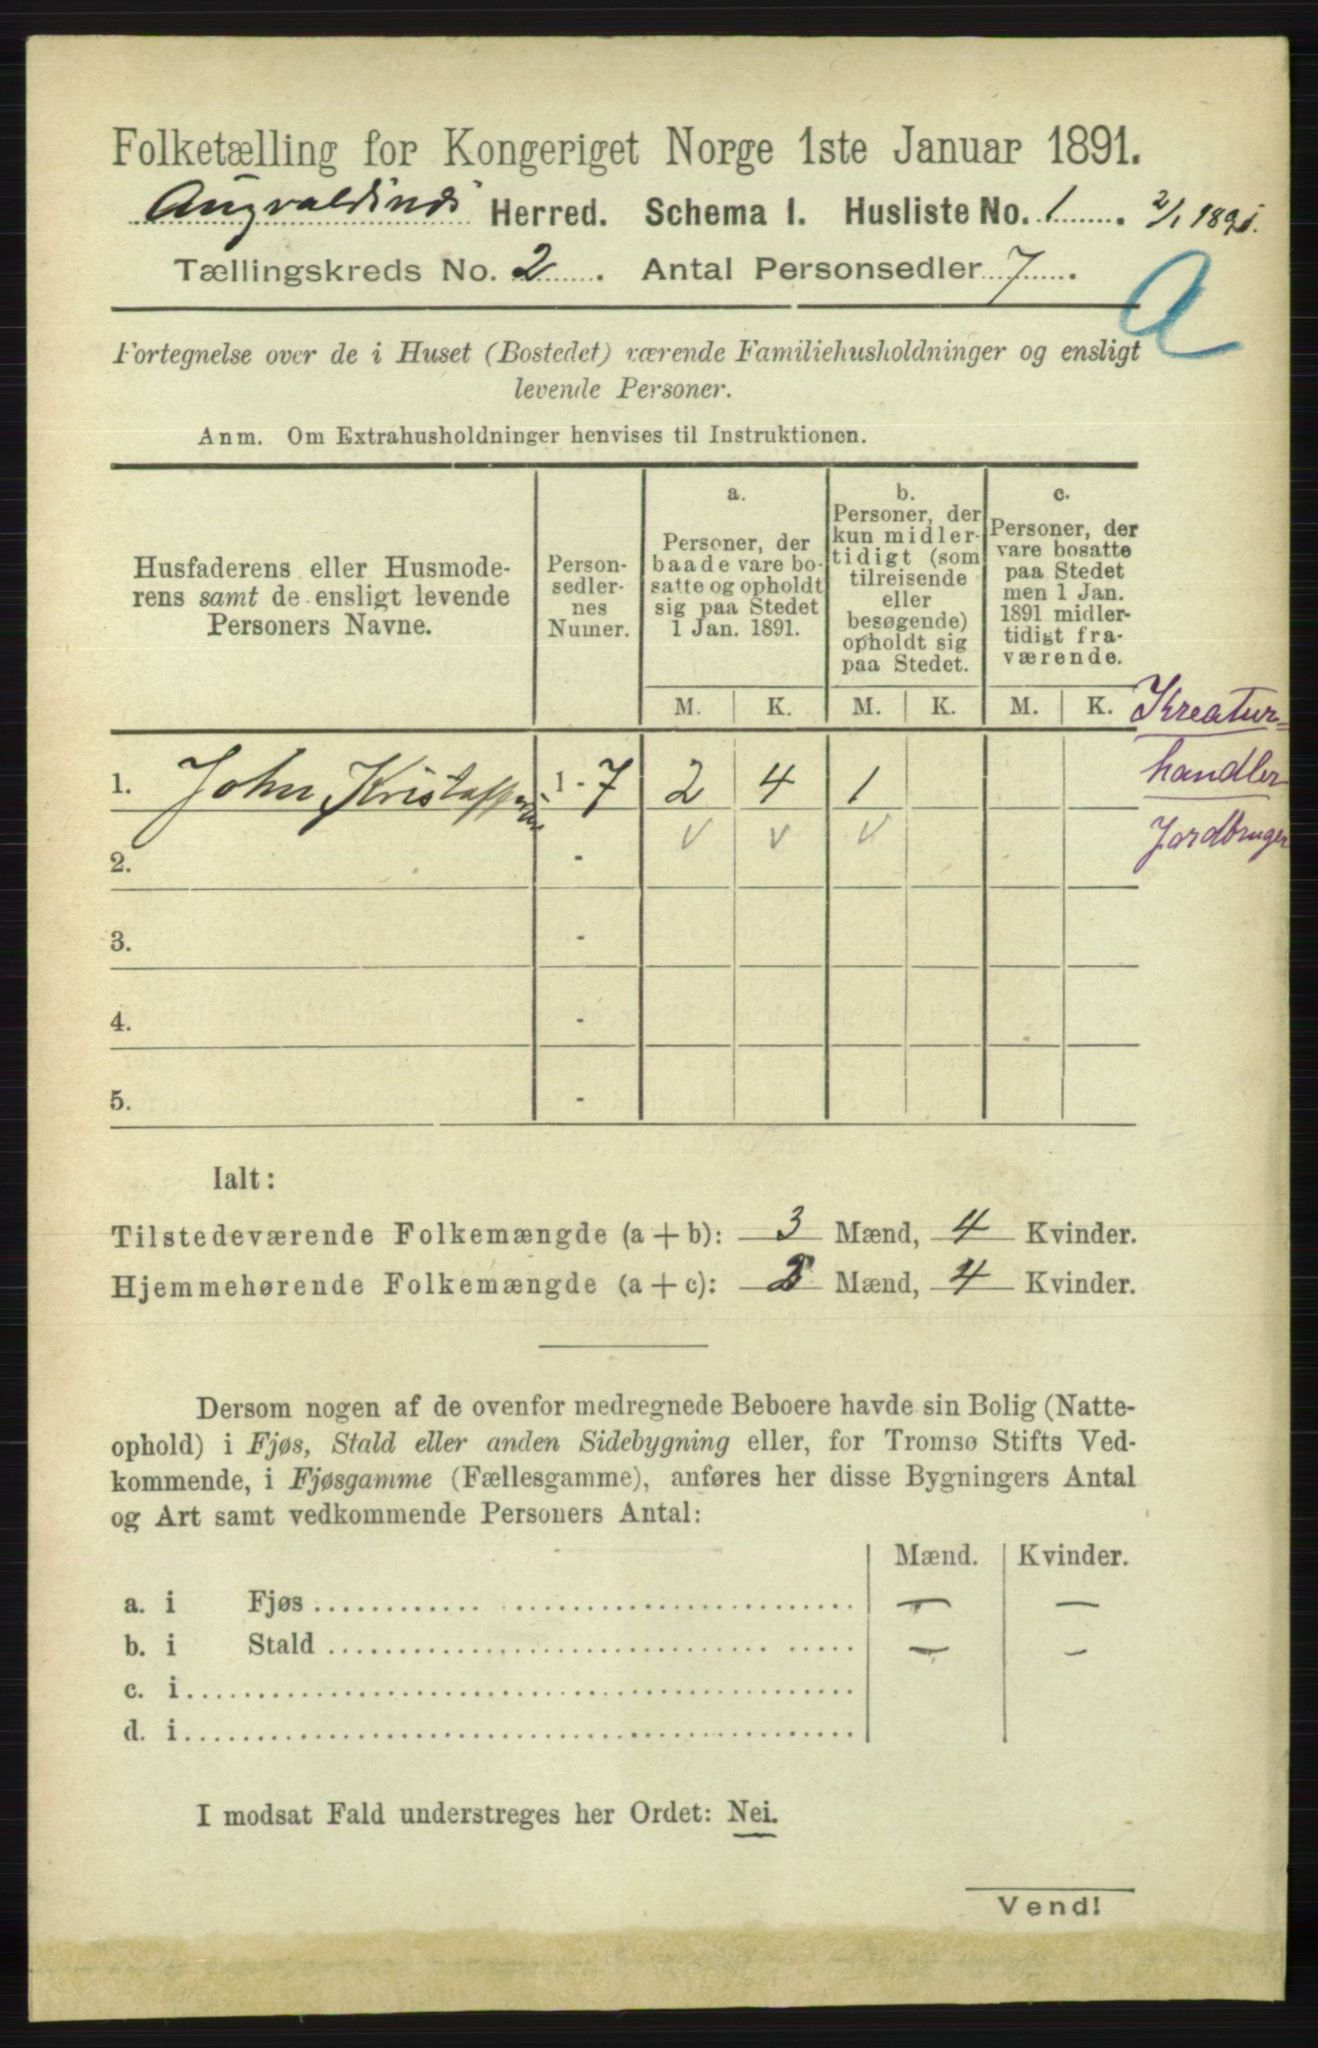 Folketælling for Kongeriget Norge 1ste Januar 1891.
Herred. Schema I. Husliste No. 1. 2/1 1891.
Tællingskreds No. 2. Antal Personsedler 7.
a
Fortegnelse over de i Huset (Bostedet) værende Familiehusholdninger og ensligt
levende Personer.
Anm. Om Extrahusholdninger henvises til Instruktionen.
Husfaderens eller Husmode-
rens samt de ensligt levende
Personers Navne.
Person-
sedler-
nes
Numer.
a.
Personer, der
baade vare bo-
satte og opholdt
sig paa Stedet
1 Jan. 1891.
b.
Personer, der
kun midler-
tidigt (som
tilreisende
eller
besøgende)
opholdt sig
paa Stedet.
c.
Personer, der
vare bosatte
paa Stedet
men 1 Jan.
1891 midler-
tidigt fra-
værende.
M. K. M. K. M. K.
Kreatur-
handler
Jordbruger
1. John 1 - 7 2 4 1
v v v
2. -
3. -
4. -
5. -
Ialt:
Tilstedeværende Folkemængde (a + b): 3 Mænd, 4 Kvinder.
Hjemmehørende Folkemængde (a + c): 2 Mænd, 4 Kvinder.
Dersom nogen af de ovenfor medregnede Beboere havde sin Bolig (Natte-
ophold) i Fjøs, Stald eller anden Sidebygning eller, for Tromsø Stifts Ved-
kommende, i Fjøsgamme (Fællesgamme), anføres her disse Bygningers Antal
og Art samt vedkommende Personers Antal:
Mænd. Kvinder.
a. i Fjøs — —
b. i Stald — —
c. i
d. i
I modsat Fald understreges her Ordet: Nei.
Vend!